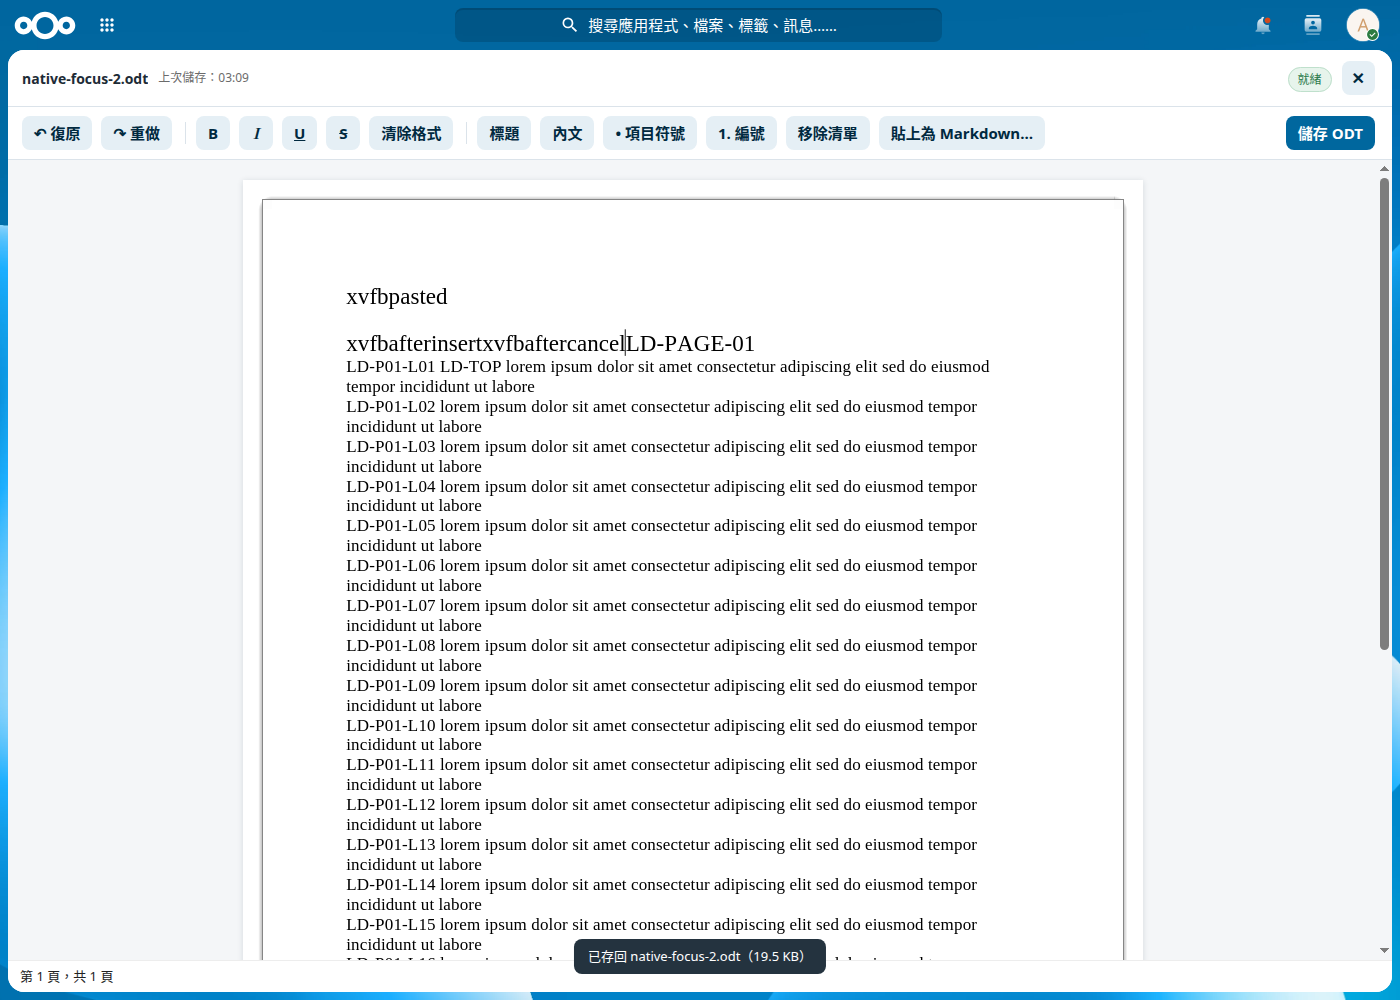 搜尋應用程式、檔案、標籤、訊息......
A
native-focus-2.odt 上次儲存：03:09
就緒 ✕
↶ 復原 ↷ 重做 B I U S 清除格式 標題 內文 • 項目符號 1. 編號 移除清單 貼上為 Markdown... 儲存 ODT
xvfbpasted
xvfbafterinsertxvfbaftercancelLD-PAGE-01
LD-P01-L01 LD-TOP lorem ipsum dolor sit amet consectetur adipiscing elit sed do eiusmod
tempor incididunt ut labore
LD-P01-L02 lorem ipsum dolor sit amet consectetur adipiscing elit sed do eiusmod tempor
incididunt ut labore
LD-P01-L03 lorem ipsum dolor sit amet consectetur adipiscing elit sed do eiusmod tempor
incididunt ut labore
LD-P01-L04 lorem ipsum dolor sit amet consectetur adipiscing elit sed do eiusmod tempor
incididunt ut labore
LD-P01-L05 lorem ipsum dolor sit amet consectetur adipiscing elit sed do eiusmod tempor
incididunt ut labore
LD-P01-L06 lorem ipsum dolor sit amet consectetur adipiscing elit sed do eiusmod tempor
incididunt ut labore
LD-P01-L07 lorem ipsum dolor sit amet consectetur adipiscing elit sed do eiusmod tempor
incididunt ut labore
LD-P01-L08 lorem ipsum dolor sit amet consectetur adipiscing elit sed do eiusmod tempor
incididunt ut labore
LD-P01-L09 lorem ipsum dolor sit amet consectetur adipiscing elit sed do eiusmod tempor
incididunt ut labore
LD-P01-L10 lorem ipsum dolor sit amet consectetur adipiscing elit sed do eiusmod tempor
incididunt ut labore
LD-P01-L11 lorem ipsum dolor sit amet consectetur adipiscing elit sed do eiusmod tempor
incididunt ut labore
LD-P01-L12 lorem ipsum dolor sit amet consectetur adipiscing elit sed do eiusmod tempor
incididunt ut labore
LD-P01-L13 lorem ipsum dolor sit amet consectetur adipiscing elit sed do eiusmod tempor
incididunt ut labore
LD-P01-L14 lorem ipsum dolor sit amet consectetur adipiscing elit sed do eiusmod tempor
incididunt ut labore
LD-P01-L15 lorem ipsum dolor sit amet consectetur adipiscing elit sed do eiusmod tempor
incididunt ut labore
已存回 native-focus-2.odt（19.5 KB）
第 1 頁，共 1 頁